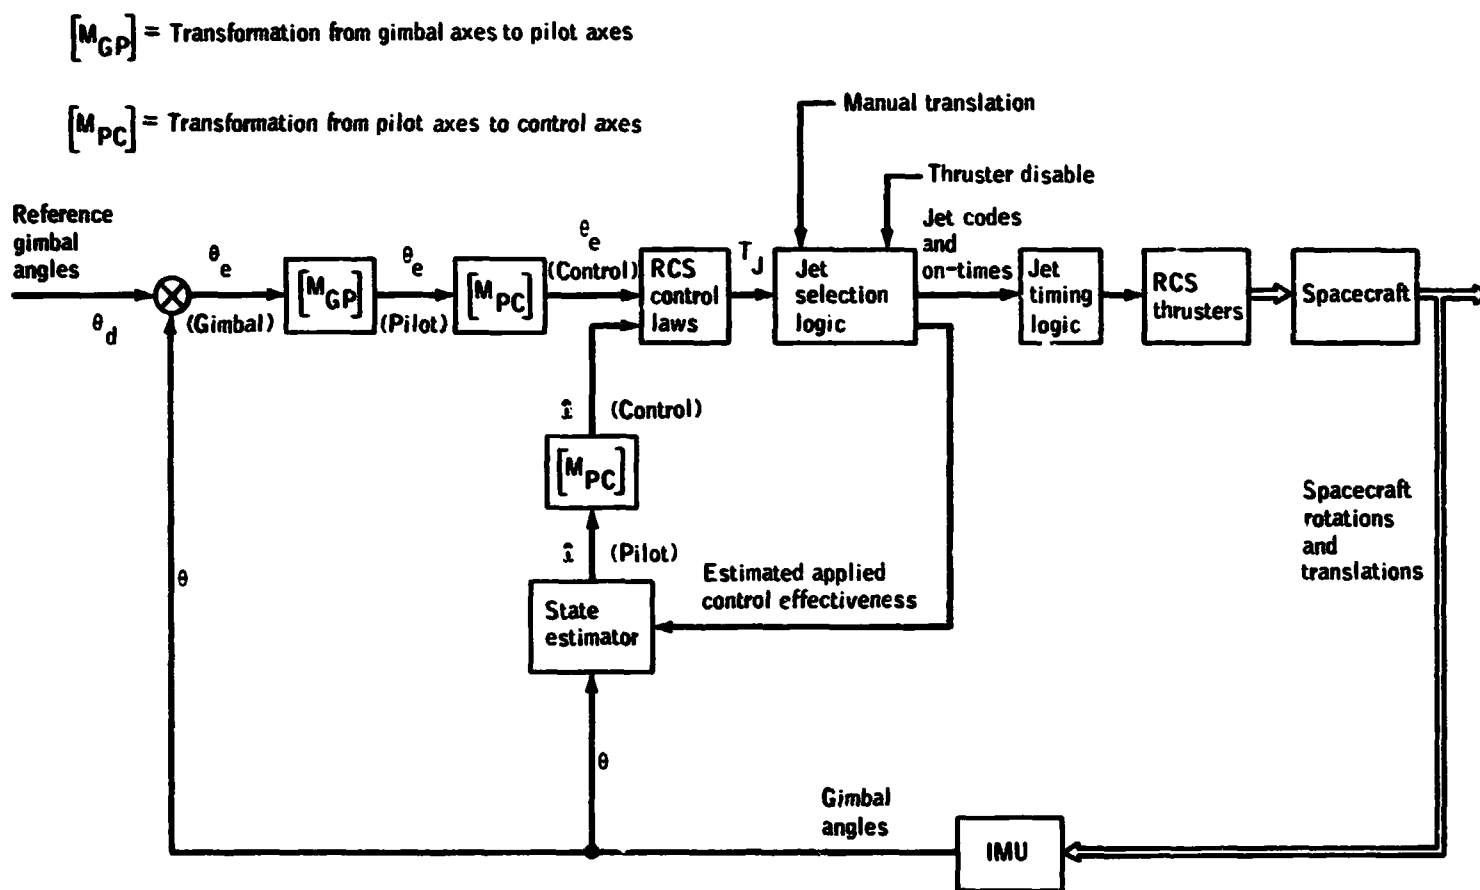 [M_GP] = Transformation from gimbal axes to pilot axes
[M_PC] = Transformation from pilot axes to control axes
Manual translation
Thruster disable
Reference
gimbal
angles
θ_d
θ_e
(Gimbal)
[M_GP]
θ_e
(Pilot)
[M_PC]
θ_e
(Control)
RCS
control
laws
T_J
Jet
selection
logic
Jet codes
and
on-times
Jet
timing
logic
RCS
thrusters
Spacecraft
(Control)
[M_PC]
(Pilot)
State
estimator
Estimated applied
control effectiveness
Spacecraft
rotations
and
translations
θ
θ
Gimbal
angles
IMU